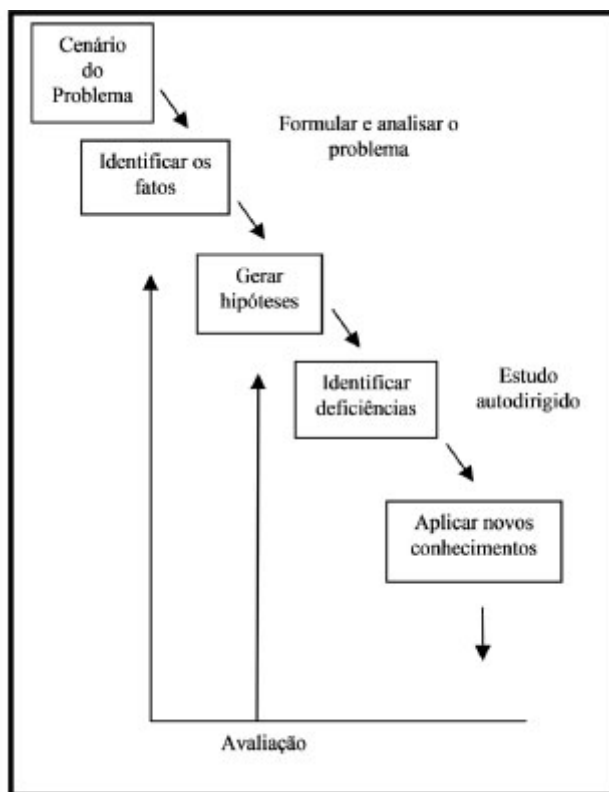 Cenário
do
Problema
Formular e analisar o
problema
Identificar os
fatos
Gerar
hipóteses
Identificar
deficiências
Estudo
autodirigido
Aplicar novos
conhecimentos
Avaliação